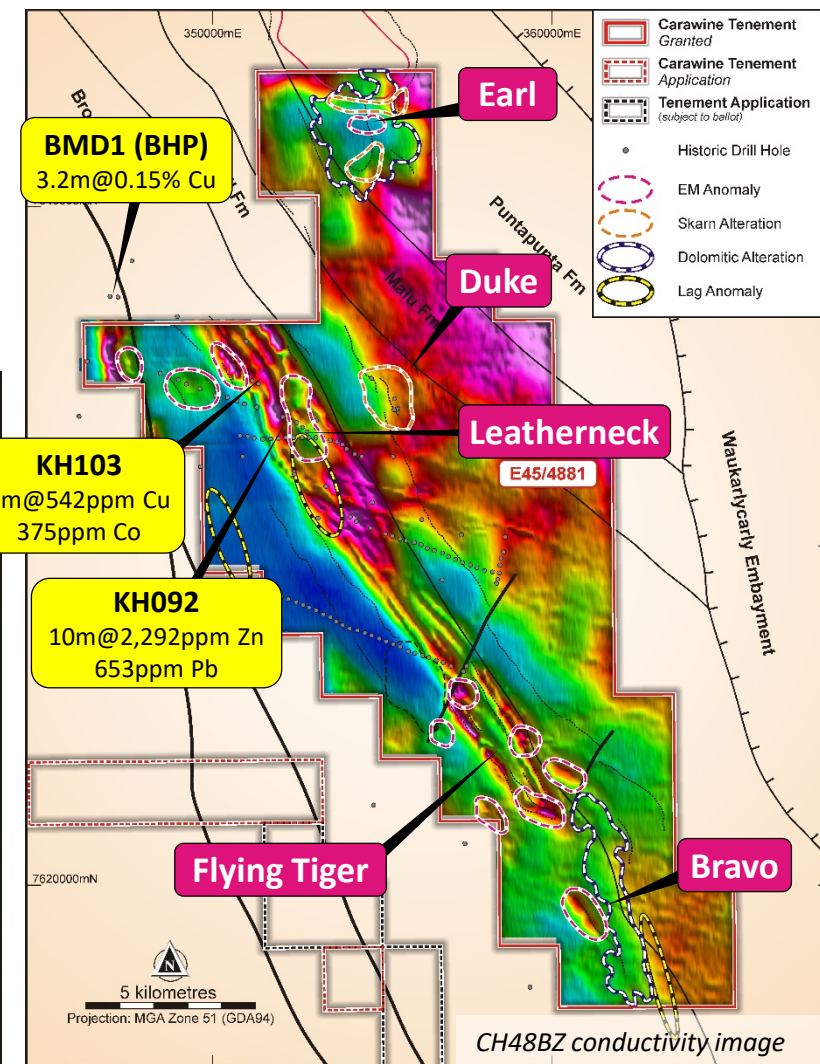 350000mE
360000mE
Carawine Tenement
Granted
Carawine Tenement
Application
Tenement Application
(subject to ballot)
Historic Drill Hole
EM Anomaly
Skarn Alteration
Dolomitic Alteration
Lag Anomaly
Earl
BMD1 (BHP)
3.2m@0.15% Cu
Fm
Puntapunta Fm
Duke
Malu Fm
Leatherneck
E45/4881
KH103
m@542ppm Cu
375ppm Co
KH092
10m@2,292ppm Zn
653ppm Pb
Waukarlycarly Embayment
Flying Tiger
Bravo
7620000mN
N
5 kilometres
Projection: MGA Zone 51 (GDA94)
CH48BZ conductivity image